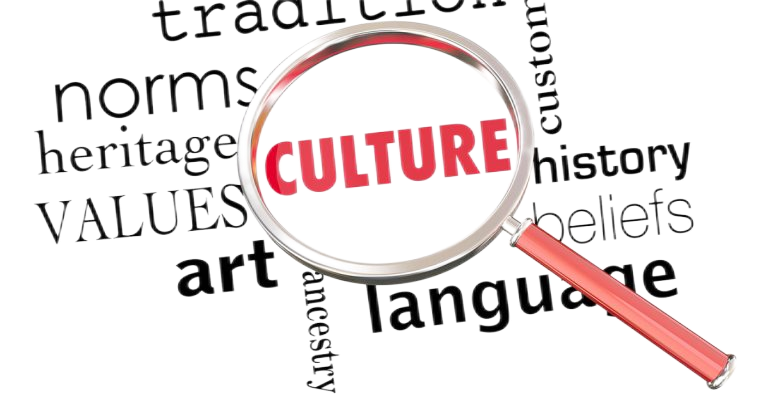 tradition
custom
norms
heritage
CULTURE
history
VALUES
beliefs
art
language
ancestry